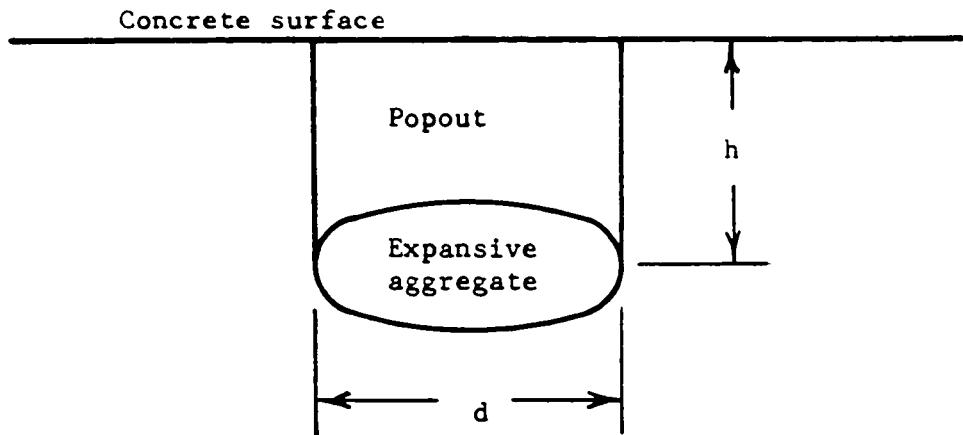 Concrete surface
Popout
h
Expansive
aggregate
d